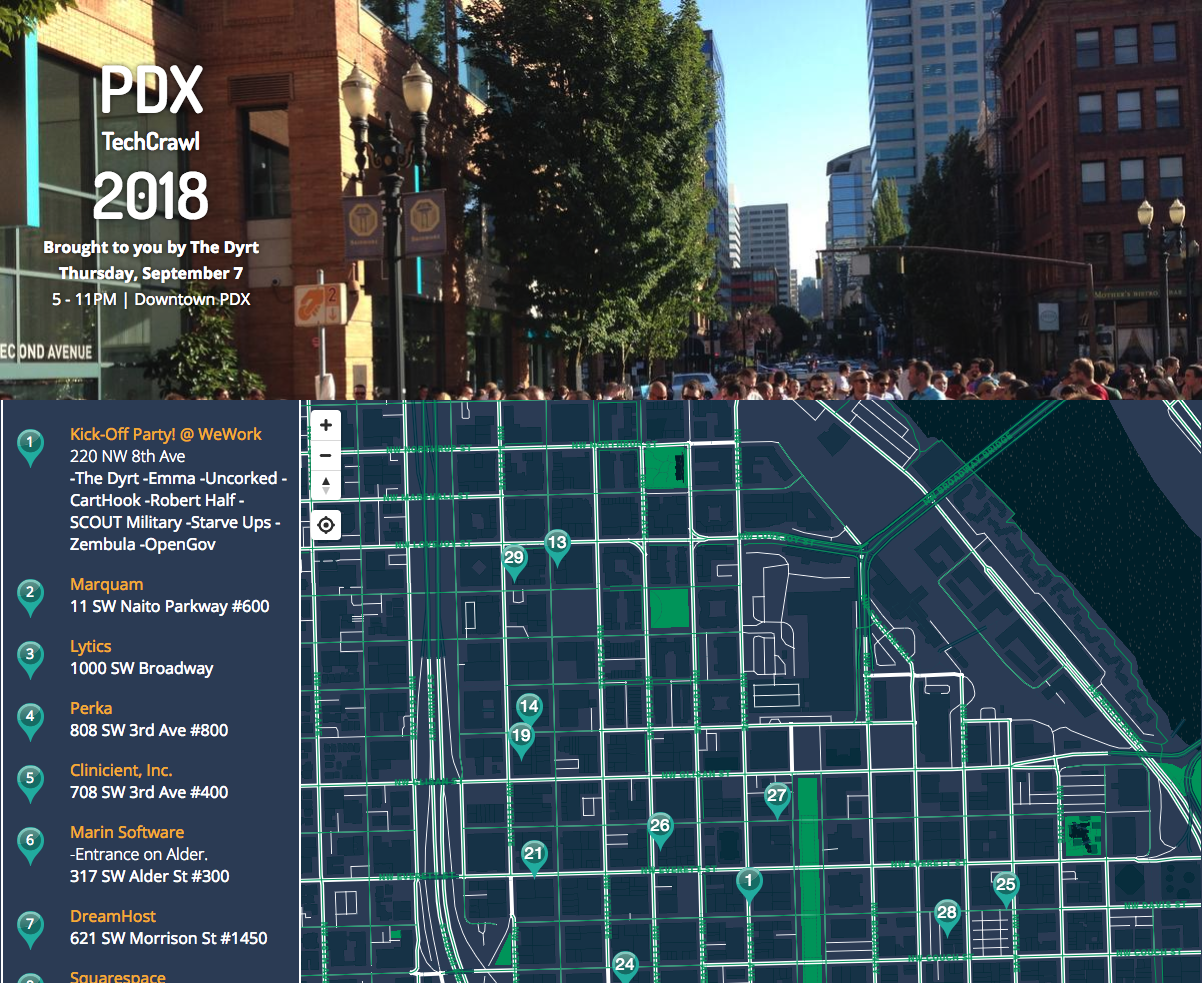 PDX
TechCrawl
2018
Brought to you by The Dyrt
Thursday, September 7
5 - 11PM | Downtown PDX
ECOND AVENUE
2
MOTHER'S BISTRO
1
Kick-Off Party! @ WeWork
220 NW 8th Ave
-The Dyrt -Emma -Uncorked -
CartHook -Robert Half -
SCOUT Military -Starve Ups -
Zembula -OpenGov
2
Marquam
11 SW Naito Parkway #600
3
Lytics
1000 SW Broadway
4
Perka
808 SW 3rd Ave #800
5
Clinicient, Inc.
708 SW 3rd Ave #400
6
Marin Software
-Entrance on Alder.
317 SW Alder St #300
7
DreamHost
621 SW Morrison St #1450
Squarespace
29
13
14
19
27
26
21
1
25
28
24